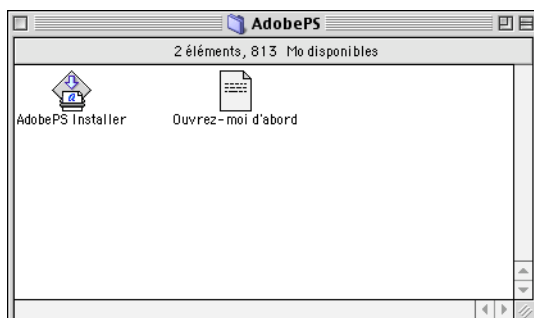 AdobePS
2 éléments, 813 Mo disponibles
AdobePS Installer
Ouvrez-moi d'abord